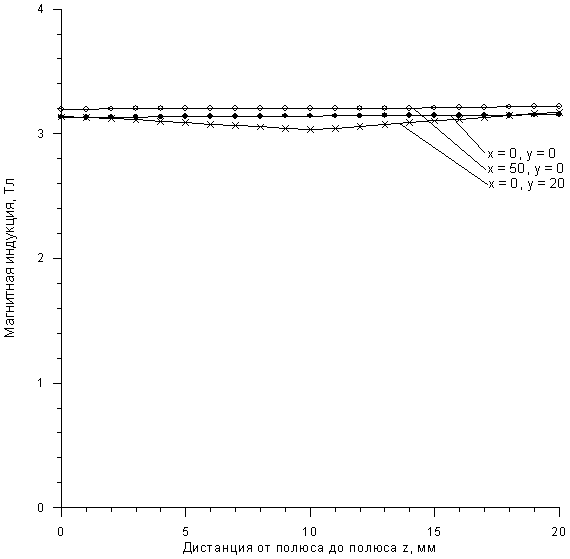 4
3
2
1
0
Магнитная индукция, Тл
x = 0, y = 0
x = 50, y = 0
x = 0, y = 20
0 5 10 15 20
Дистанция от полюса до полюса z, мм